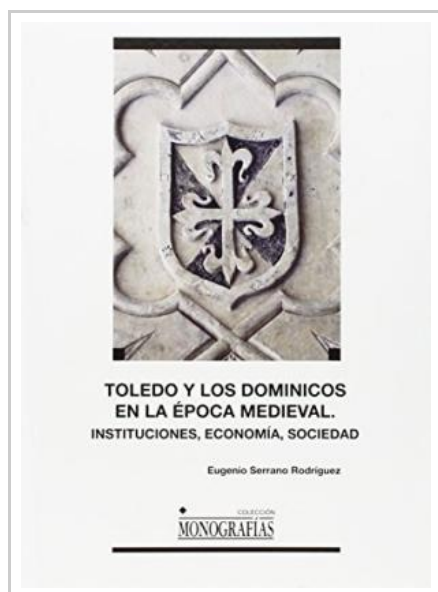 TOLEDO Y LOS DOMINICOS
EN LA ÉPOCA MEDIEVAL.
INSTITUCIONES, ECONOMÍA, SOCIEDAD
Eugenio Serrano Rodríguez
COLECCIÓN
MONOGRAFÍAS